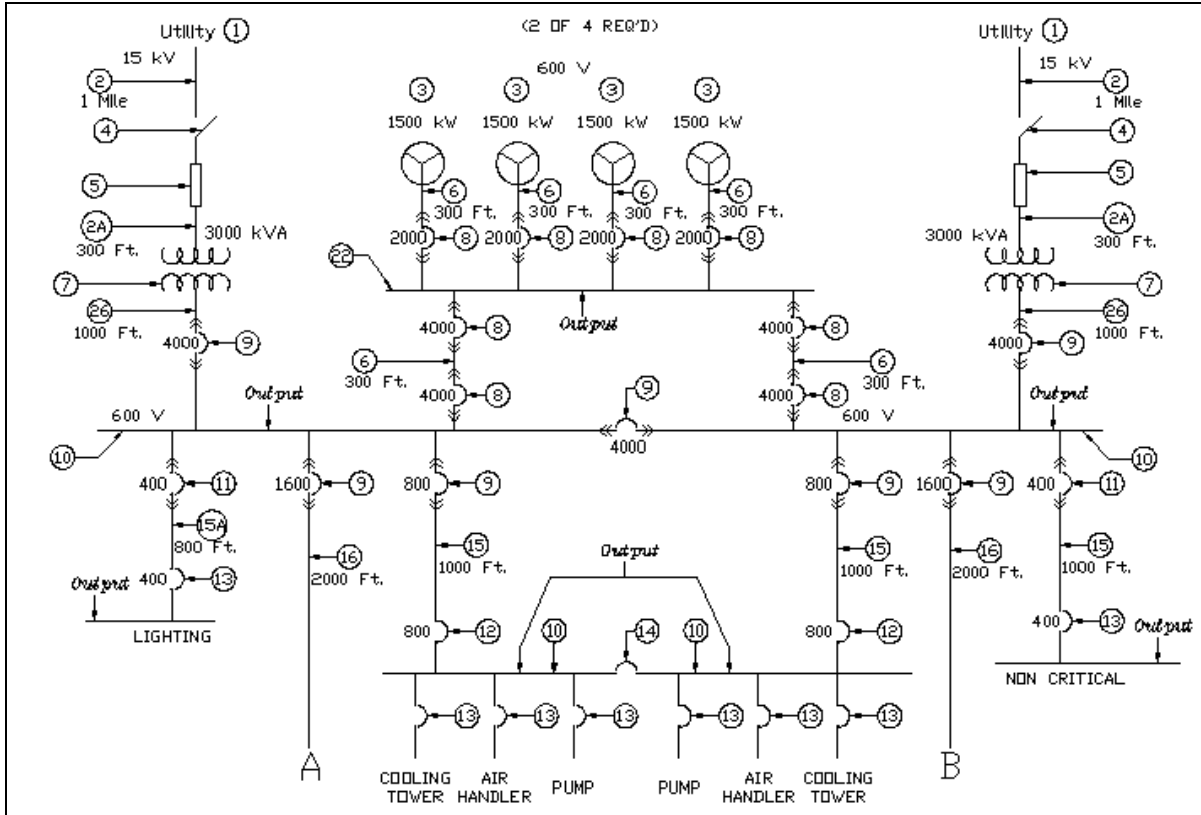 (2 OF 4 REQ'D)
Utility 1
Utility 1
15 kV
15 kV
600 V
2
2
1 Mile
1 Mile
3 3 3 3
1500 kW 1500 kW 1500 kW 1500 kW
4
4
5
5
6 6 6 6
300 Ft. 300 Ft. 300 Ft. 300 Ft.
2A
2A
300 Ft.
300 Ft.
3000 kVA
3000 kVA
2000 8 2000 8 2000 8 2000 8
22
7
7
Output
26
26
1000 Ft.
1000 Ft.
4000 9
4000 8
4000 8
4000 9
6
6
300 Ft.
300 Ft.
4000 8
4000 8
9
4000
Output
Output
600 V
600 V
10
10
400 11
1600 9
800 9
800 9
1600 9
400 11
15A
800 Ft.
15
1000 Ft.
15
1000 Ft.
15
1000 Ft.
16
2000 Ft.
16
2000 Ft.
Output
Output
400 13
LIGHTING
800 12
10
14
10
800 12
400 13
Output
NON CRITICAL
13 13 13 13 13 13
A
B
COOLING TOWER
AIR HANDLER
PUMP
PUMP
AIR HANDLER
COOLING TOWER